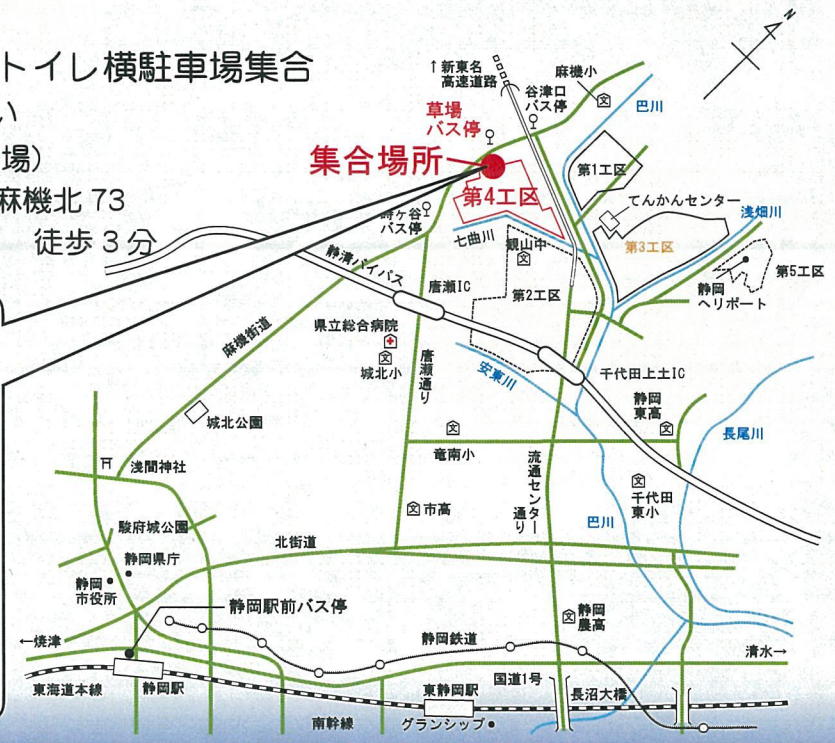 トイレ横駐車場集合
い
場)
麻機北 73
徒歩 3 分
N
↑新東名
高速道路
麻機小
谷津口
バス停
巴川
草場
バス停
集合場所
第1工区
第4工区
てんかんセンター
浅畑川
バス停
七曲川
観山中
第3工区
第5工区
静岡
ヘリポート
静清バイパス
唐瀬IC
第2工区
県立総合病院
麻機街道
城北小
唐瀬通り
安東川
千代田上土IC
静岡
東高
城北公園
長尾川
竜南小
浅間神社
流通センター
通り
千代田
東小
市高
巴川
駿府城公園
北街道
静岡県庁
静岡
市役所
静岡駅前バス停
静岡
農高
←焼津
静岡鉄道
清水→
東海道本線
静岡駅
東静岡駅
国道1号
長沼大橋
南幹線
グランシップ